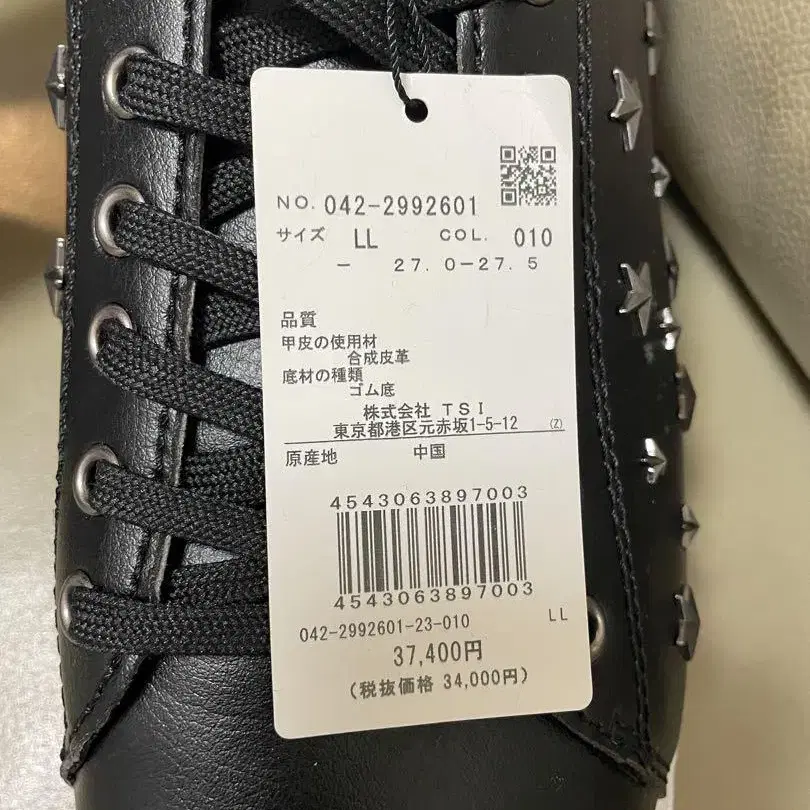 NO. 042-2992601
サイズ LL COL. 010
- 27.0-27.5
品質
甲皮の使用材
合成皮革
底材の種類
ゴム底
株式会社 TSI
東京都港区元赤坂1-5-12 (Z)
原産地 中国
4543063897003
4543063897003
042-2992601-23-010 LL
37,400円
(税抜価格 34,000円)